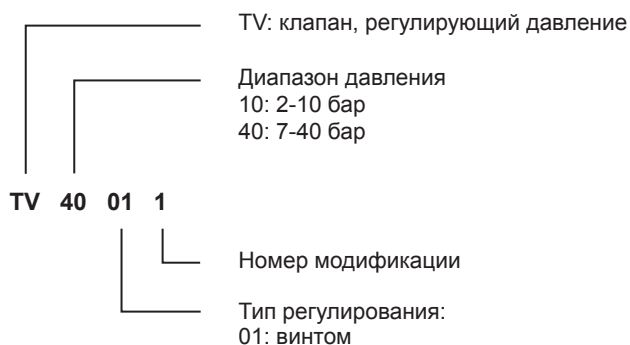 TV: клапан, регулирующий давление
Диапазон давления
10: 2-10 бар
40: 7-40 бар
TV 40 01 1
Номер модификации
Тип регулирования:
01: винтом